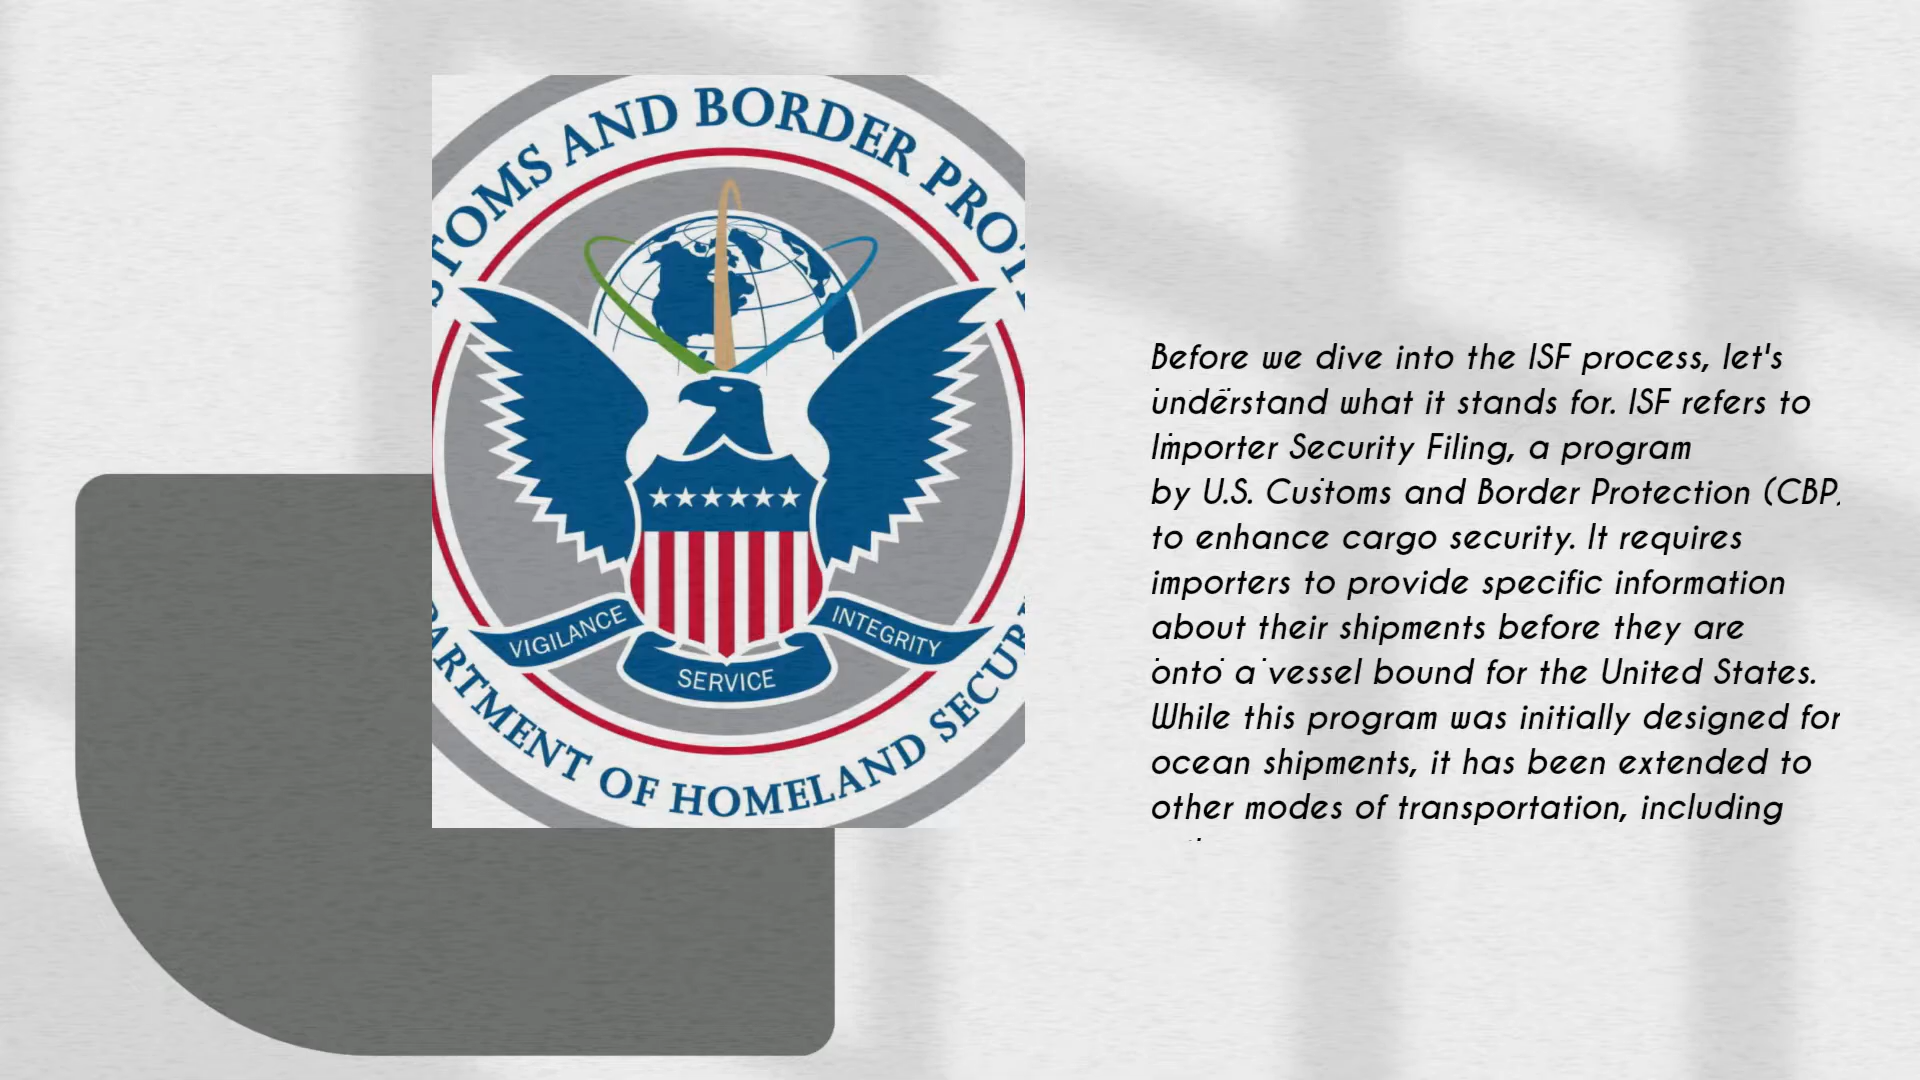 STOMS AND BORDER PROT
VIGILANCE
SERVICE
INTEGRITY
ARTMENT OF HOMELAND SECUR
Before we dive into the ISF process, let's
understand what it stands for. ISF refers to
Importer Security Filing, a program
by U.S. Customs and Border Protection (CBP)
to enhance cargo security. It requires
importers to provide specific information
about their shipments before they are
onto a vessel bound for the United States.
While this program was initially designed for
ocean shipments, it has been extended to
other modes of transportation, including